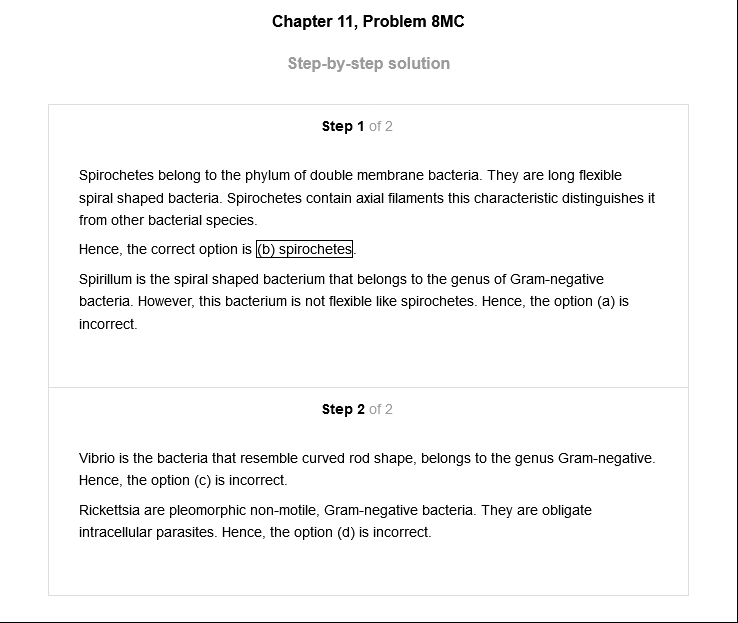 Chapter 11, Problem 8MC
Step-by-step solution
Step 1 of 2
Spirochetes belong to the phylum of double membrane bacteria. They are long flexible
spiral shaped bacteria. Spirochetes contain axial filaments this characteristic distinguishes it
from other bacterial species.
Hence, the correct option is (b) spirochetes.
Spirillum is the spiral shaped bacterium that belongs to the genus of Gram-negative
bacteria. However, this bacterium is not flexible like spirochetes. Hence, the option (a) is
incorrect.
Step 2 of 2
Vibrio is the bacteria that resemble curved rod shape, belongs to the genus Gram-negative.
Hence, the option (c) is incorrect.
Rickettsia are pleomorphic non-motile, Gram-negative bacteria. They are obligate
intracellular parasites. Hence, the option (d) is incorrect.